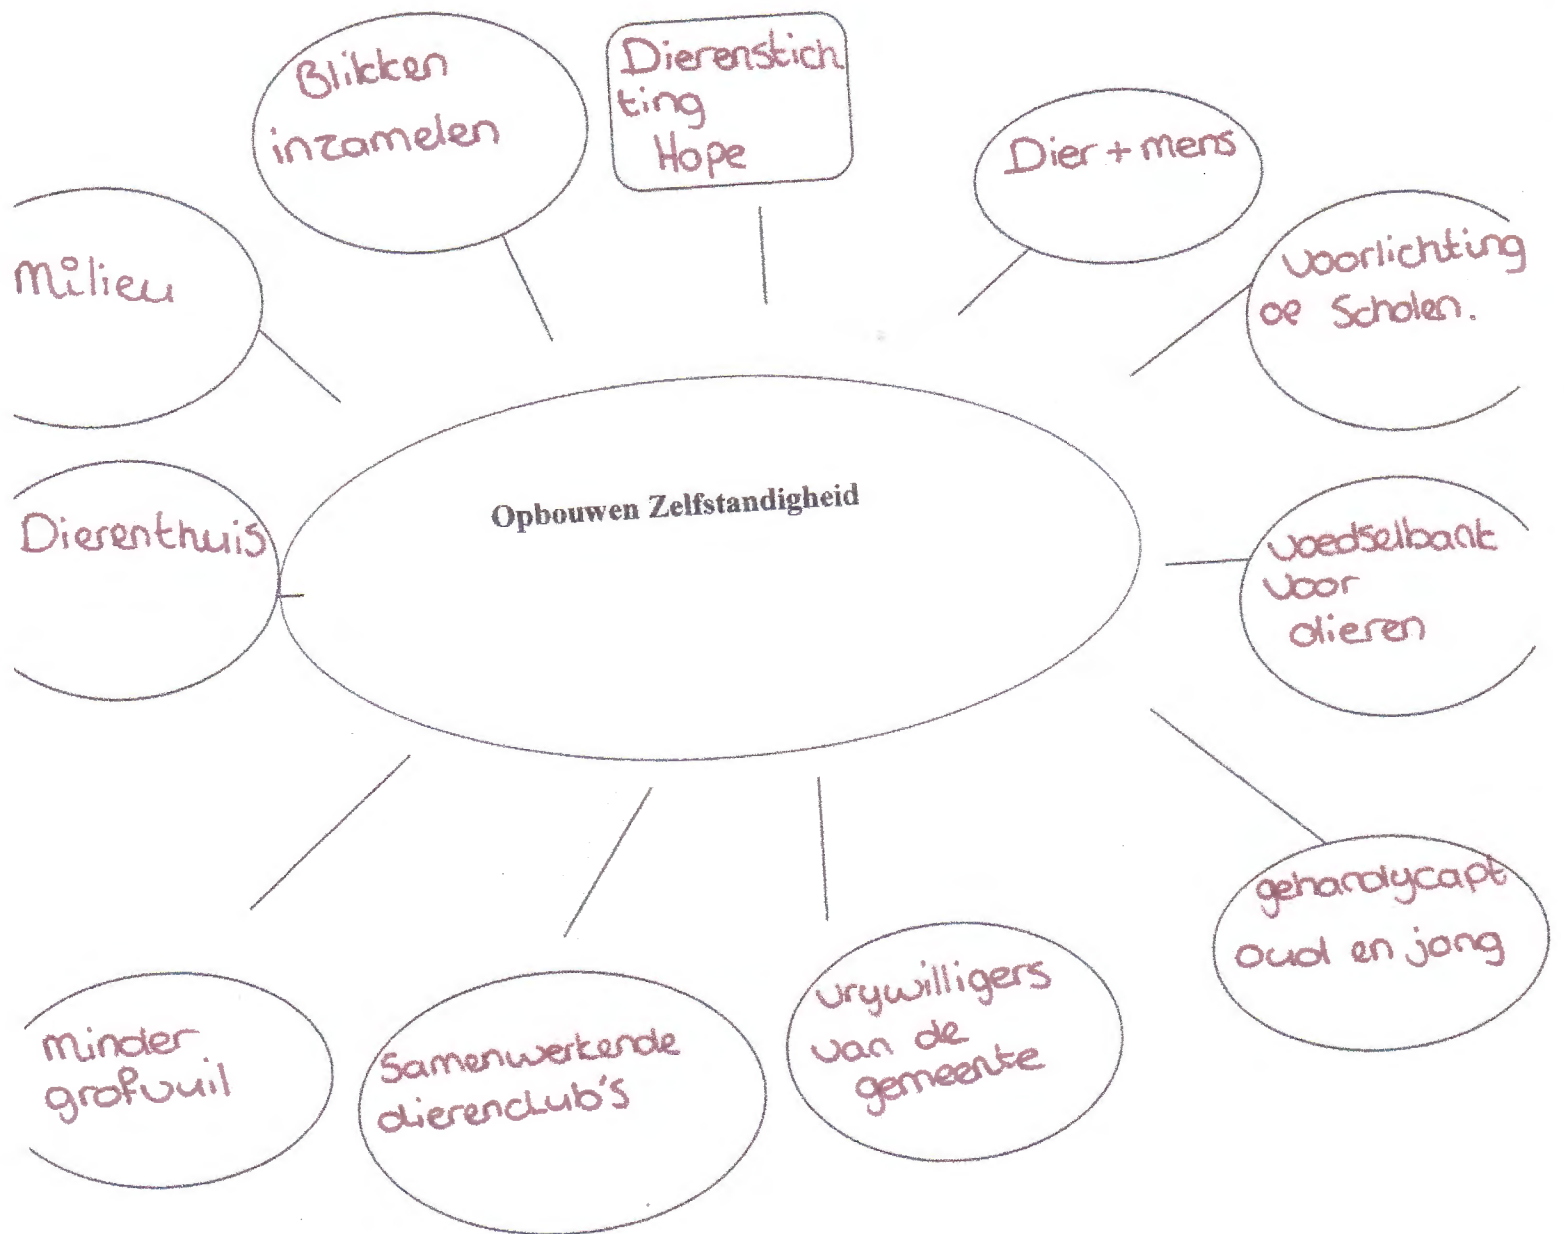 Blikken
inzamelen
Dierenstich
ting
Hope
Dier + mens
Voorlichting
op Scholen.
Milieu
Dierenthuis
Opbouwen Zelfstandigheid
voedselbank
voor
dieren
gehandycapt
oud en jong
vrywilligers
van de
gemeente
Samenwerkende
dierenclub's
minder
grofvuil